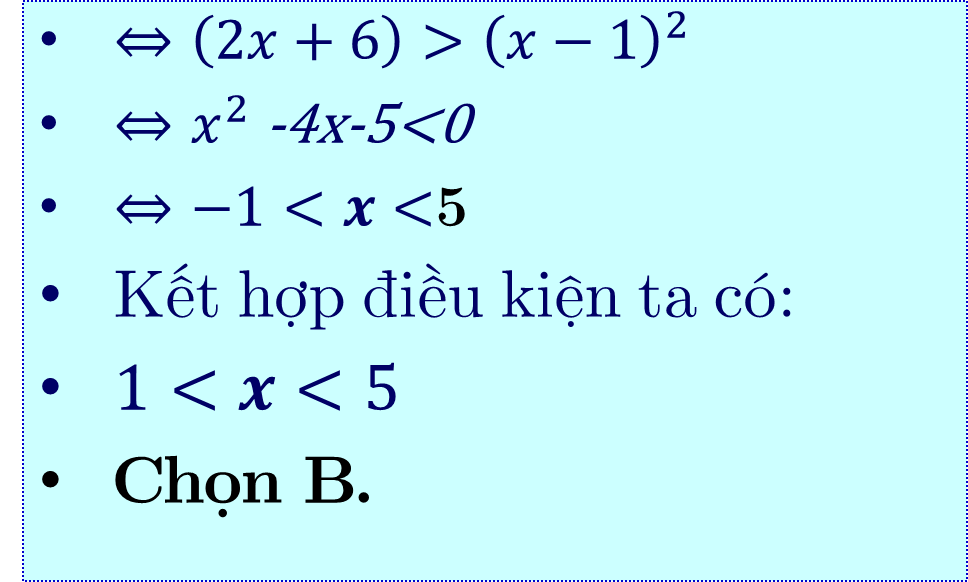 • ⇔ (2x + 6) > (x − 1)²
• ⇔ x² -4x-5<0
• ⇔ −1 < x <5
• Kết hợp điều kiện ta có:
• 1 < x < 5
• Chọn B.